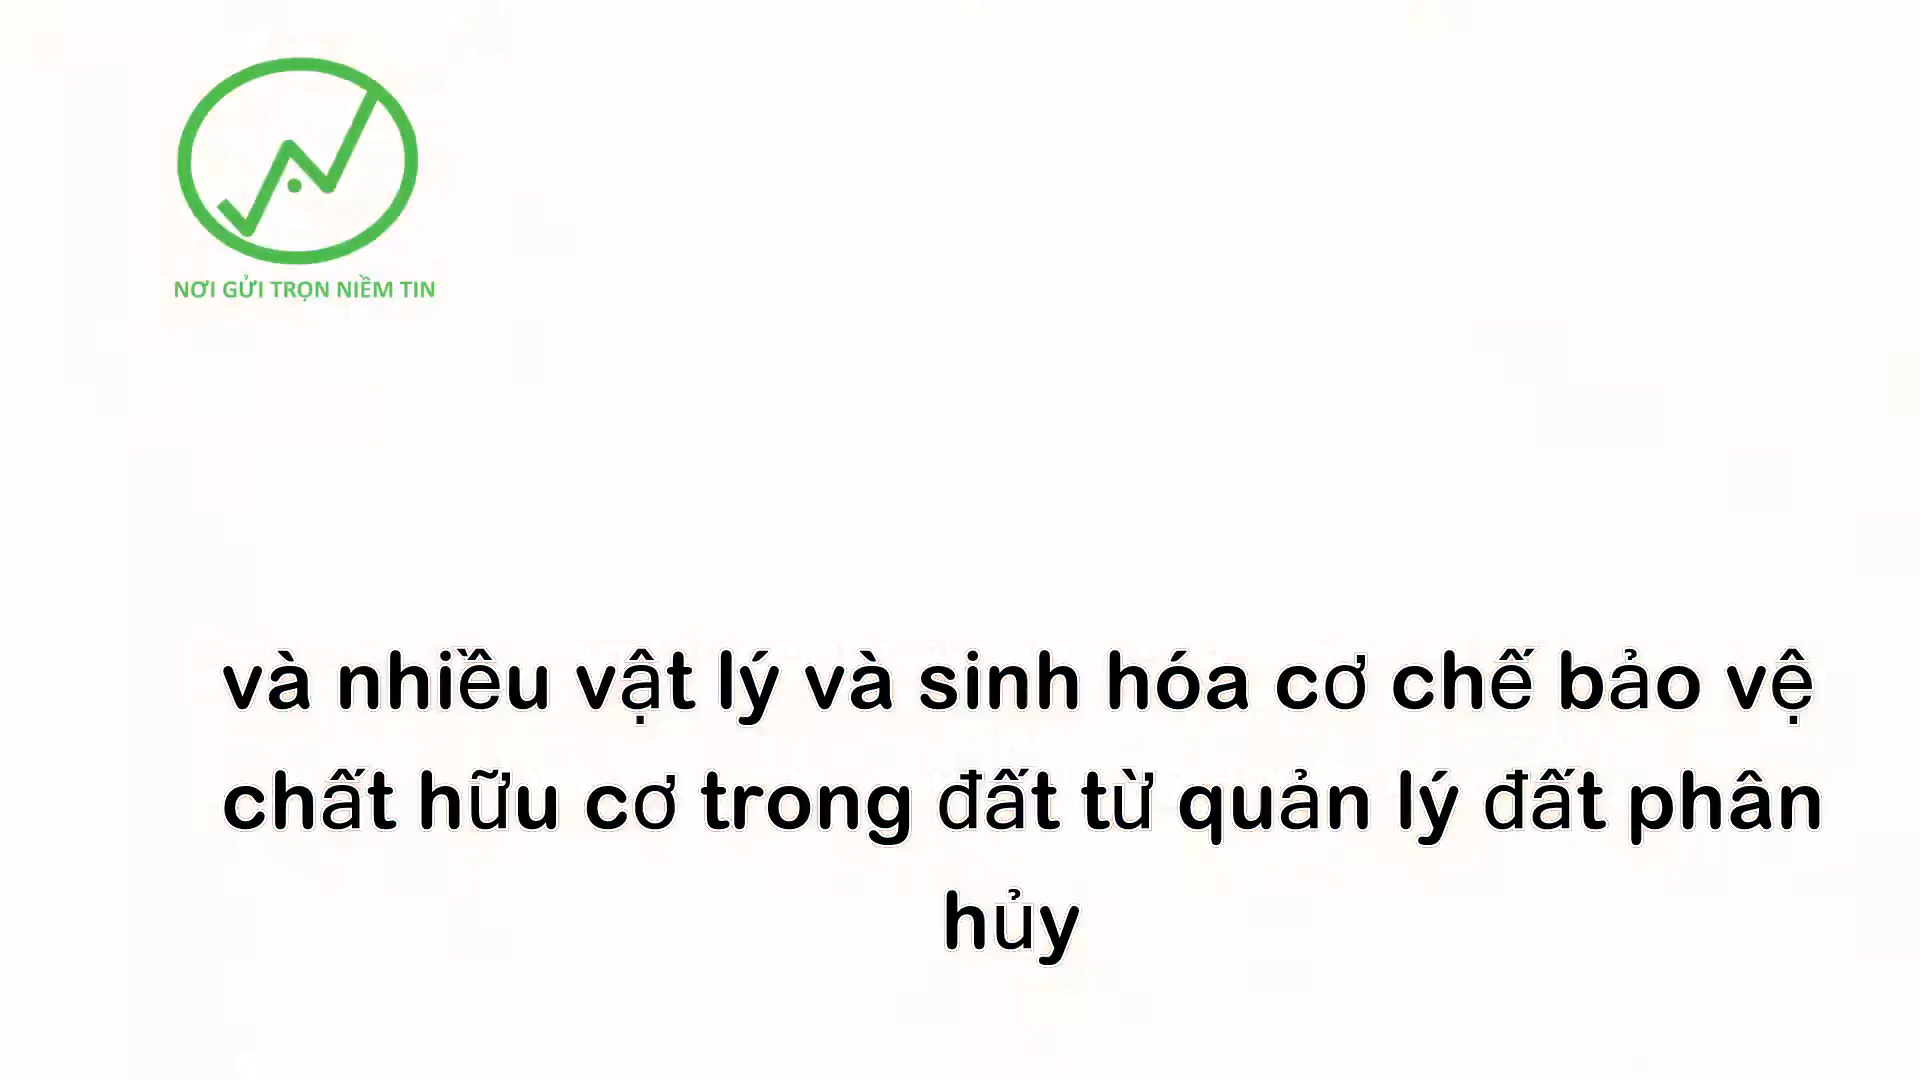 NƠI GỬI TRỌN NIỀM TIN
và nhiều vật lý và sinh hóa cơ chế bảo vệ
chất hữu cơ trong đất từ quản lý đất phân
hủy